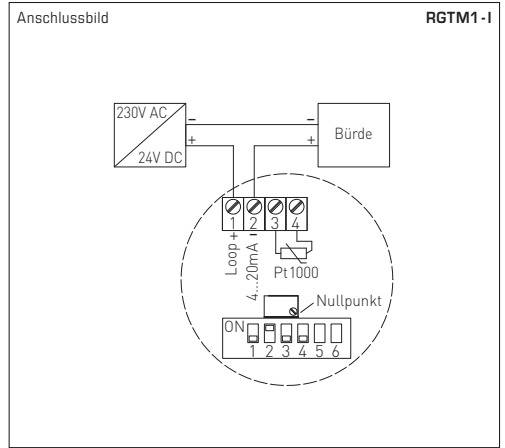 Anschlussbild RGTM1-I
230V AC
24V DC
– –
+ +
Bürde
1 2 3 4
Loop +
4...20mA –
Pt1000
Nullpunkt
ON
1 2 3 4 5 6